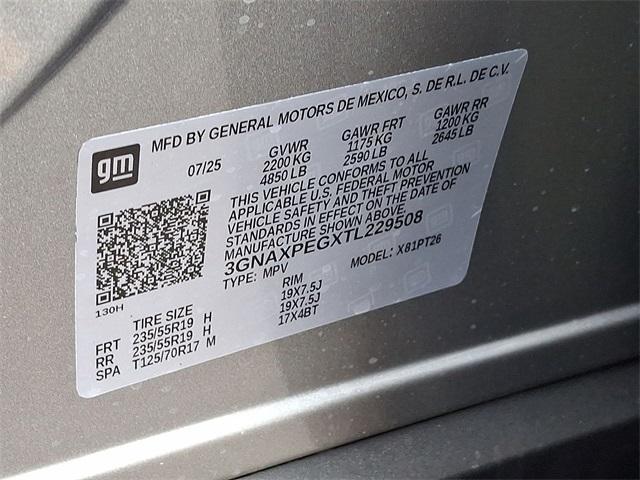 gm
MFD BY GENERAL MOTORS DE MEXICO, S. DE R.L. DE C.V.
07/25 GVWR GAWR FRT GAWR RR
2200 KG 1175 KG 1200 KG
4850 LB 2590 LB 2645 LB
THIS VEHICLE CONFORMS TO ALL
APPLICABLE U.S. FEDERAL MOTOR
VEHICLE SAFETY AND THEFT PREVENTION
STANDARDS IN EFFECT ON THE DATE OF
MANUFACTURE SHOWN ABOVE.
3GNAXPEGXTL229508
TYPE: MPV MODEL: X81PT26
130H
TIRE SIZE RIM
FRT 235/55R19 H 19X7.5J
RR 235/55R19 H 19X7.5J
SPA T125/70R17 M 17X4BT